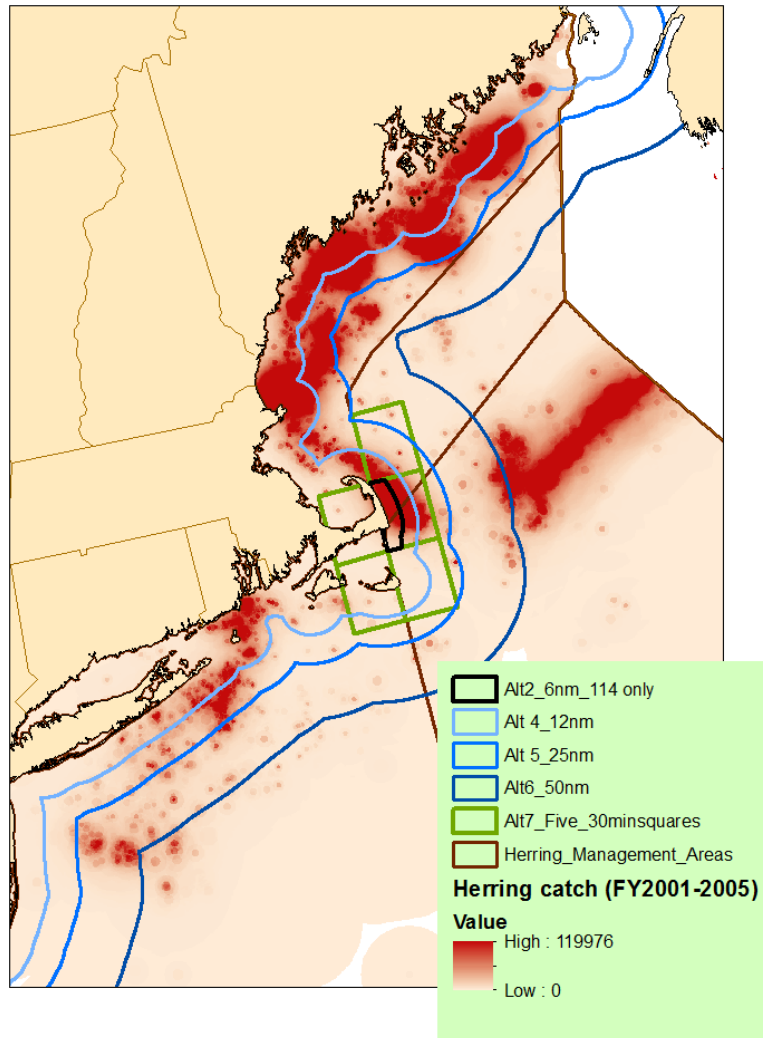 Alt2_6nm_114 only
Alt 4_12nm
Alt 5_25nm
Alt6_50nm
Alt7_Five_30minsquares
Herring_Management_Areas
Herring catch (FY2001-2005)
Value
High : 119976
Low : 0